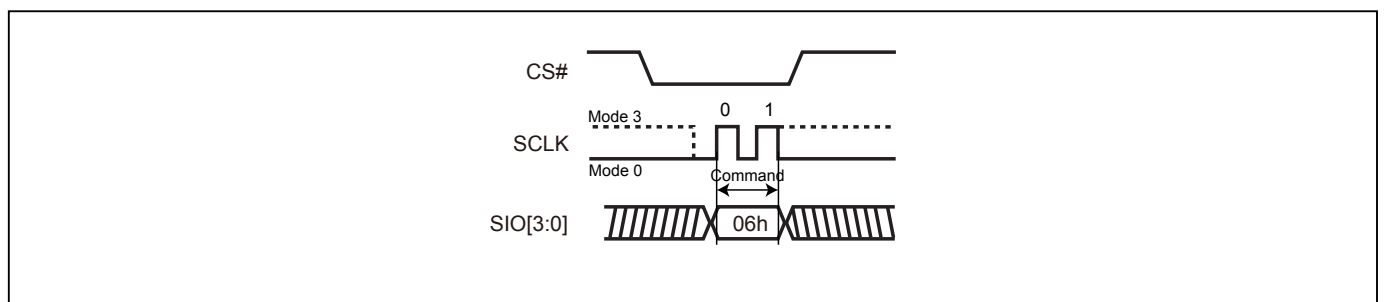 CS#
Mode 3
0 1
SCLK
Mode 0
Command
SIO[3:0]
06h